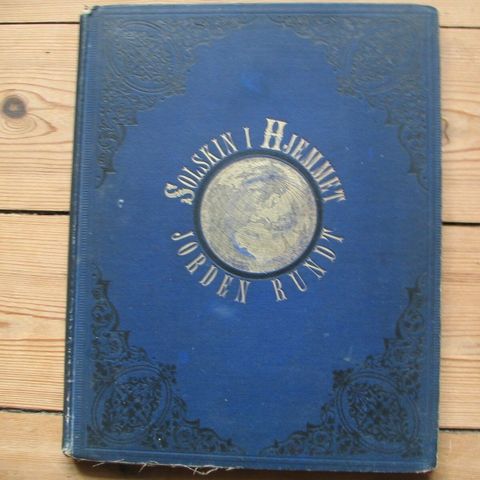 SOLSKIN I HJEMMET
JORDEN RUNDT